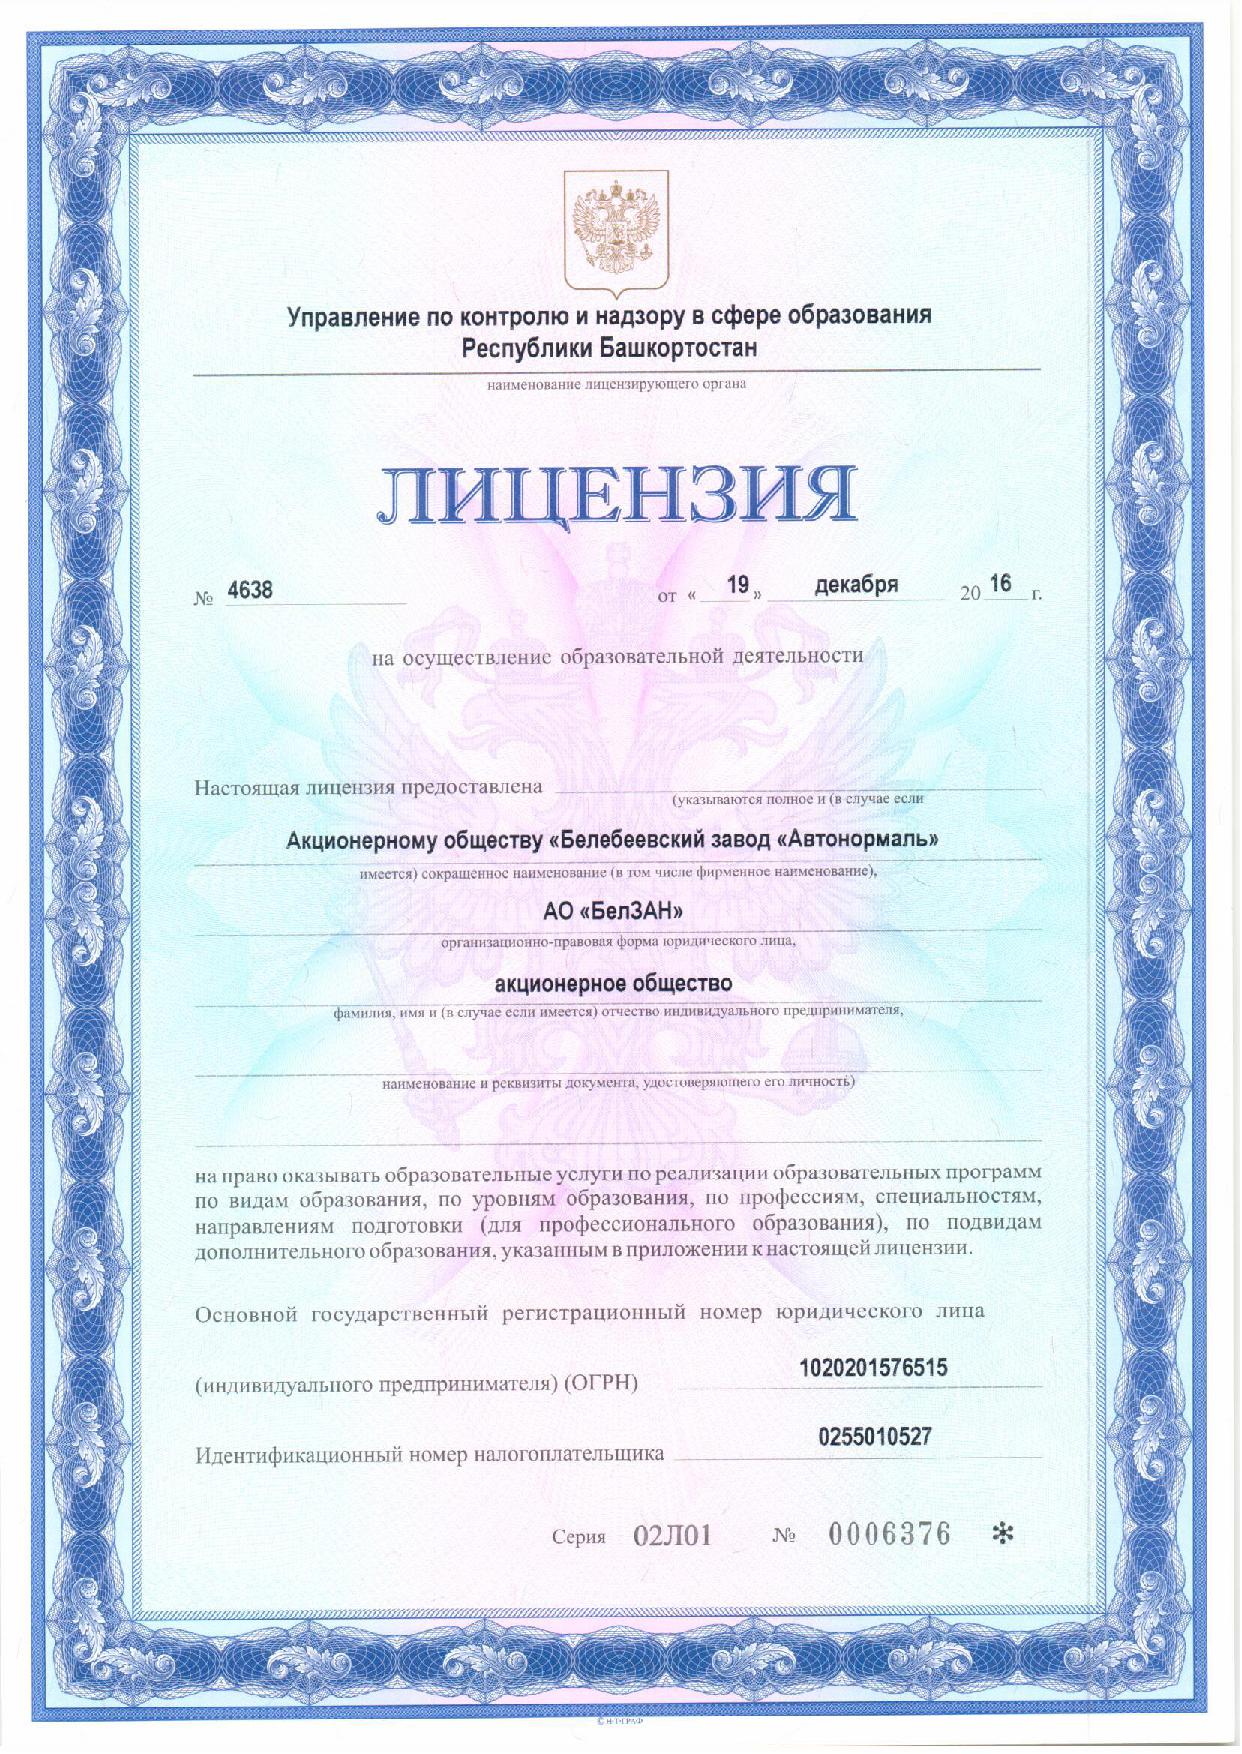 Управление по контролю и надзору в сфере образования
Республики Башкортостан
наименование лицензирующего органа
ЛИЦЕНЗИЯ
№ 4638 от « 19 » декабря 20 16 г.
на осуществление образовательной деятельности
Настоящая лицензия предоставлена
(указываются полное и (в случае если
Акционерному обществу «Белебеевский завод «Автонормаль»
имеется) сокращенное наименование (в том числе фирменное наименование),
АО «БелЗАН»
организационно-правовая форма юридического лица,
акционерное общество
фамилия, имя и (в случае если имеется) отчество индивидуального предпринимателя,
наименование и реквизиты документа, удостоверяющего его личность)
на право оказывать образовательные услуги по реализации образовательных программ
по видам образования, по уровням образования, по профессиям, специальностям,
направлениям подготовки (для профессионального образования), по подвидам
дополнительного образования, указанным в приложении к настоящей лицензии.
Основной государственный регистрационный номер юридического лица
(индивидуального предпринимателя) (ОГРН) 1020201576515
Идентификационный номер налогоплательщика 0255010527
Серия 02Л01 № 0006376 *